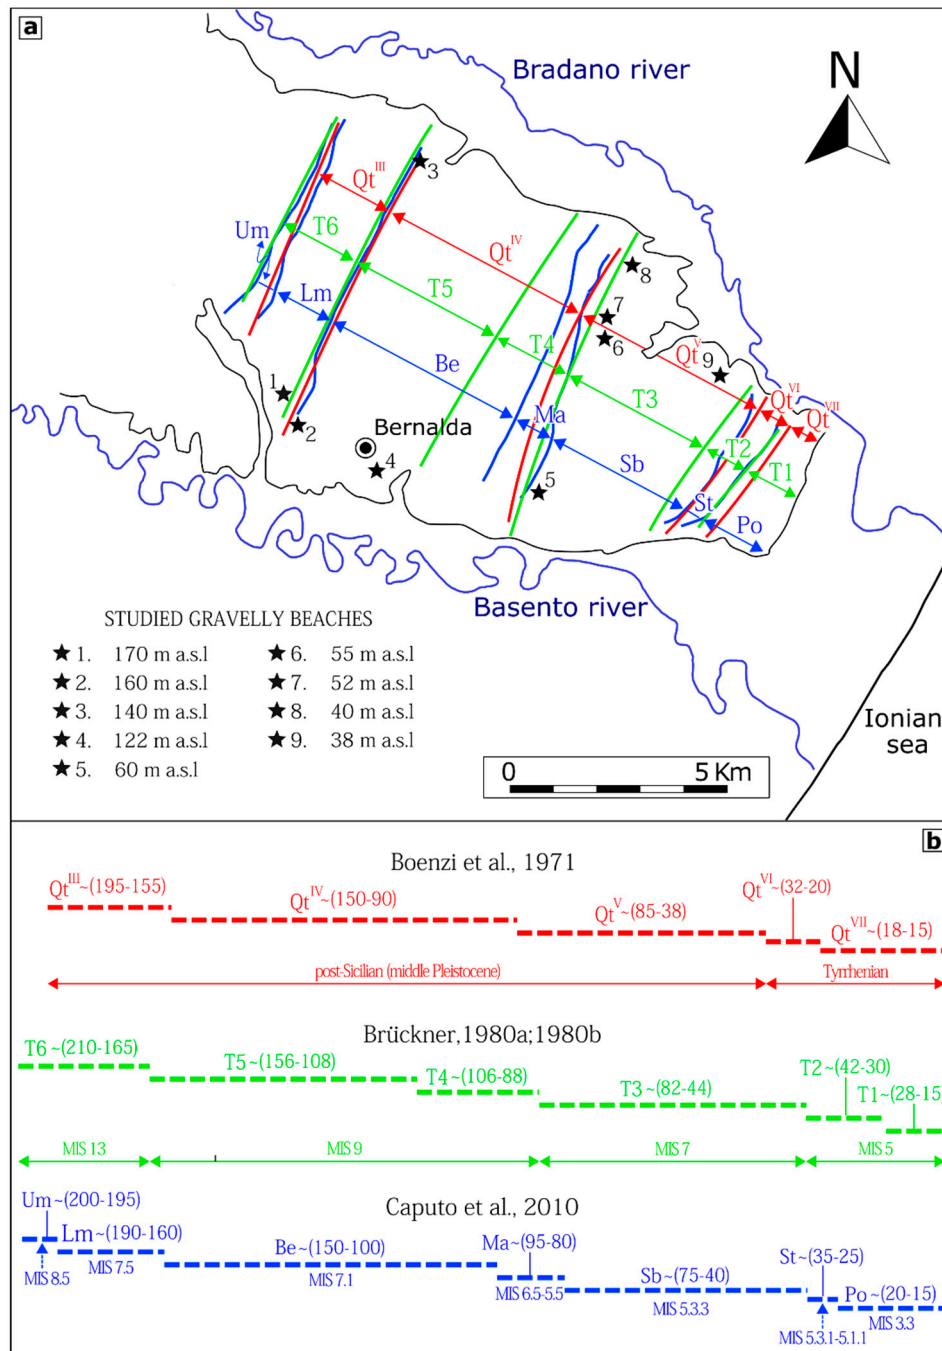 a
Bradano river
N
3
Qt^III
Um
T6
Qt^IV
8
Lm
T5
7
6
T4
9
Qt^V
Be
Qt^VI
Qt^VII
1
T3
2
Bernalda
Ma
T2
T1
4
Sb
5
St
Po
Basento river
STUDIED GRAVELLY BEACHES
1. 170 m a.s.l
6. 55 m a.s.l
2. 160 m a.s.l
7. 52 m a.s.l
3. 140 m a.s.l
8. 40 m a.s.l
4. 122 m a.s.l
9. 38 m a.s.l
5. 60 m a.s.l
Ionian
sea
0 5 Km
b
Boenzi et al., 1971
Qt^III~(195-155)
Qt^IV~(150-90)
Qt^V~(85-38)
Qt^VI~(32-20)
Qt^VII~(18-15)
post-Sicilian (middle Pleistocene)
Tyrrhenian
Brückner,1980a;1980b
T6~(210-165)
T5~(156-108)
T4~(106-88)
T3~(82-44)
T2~(42-30)
T1~(28-15)
MIS 13
MIS 9
MIS 7
MIS 5
Caputo et al., 2010
Um~(200-195)
Lm~(190-160)
Be~(150-100)
Ma~(95-80)
Sb~(75-40)
St~(35-25)
Po~(20-15)
MIS 8.5
MIS 7.5
MIS 7.1
MIS 6.5-5.5
MIS 5.3.3
MIS 5.3.1-5.1.1
MIS 3.3